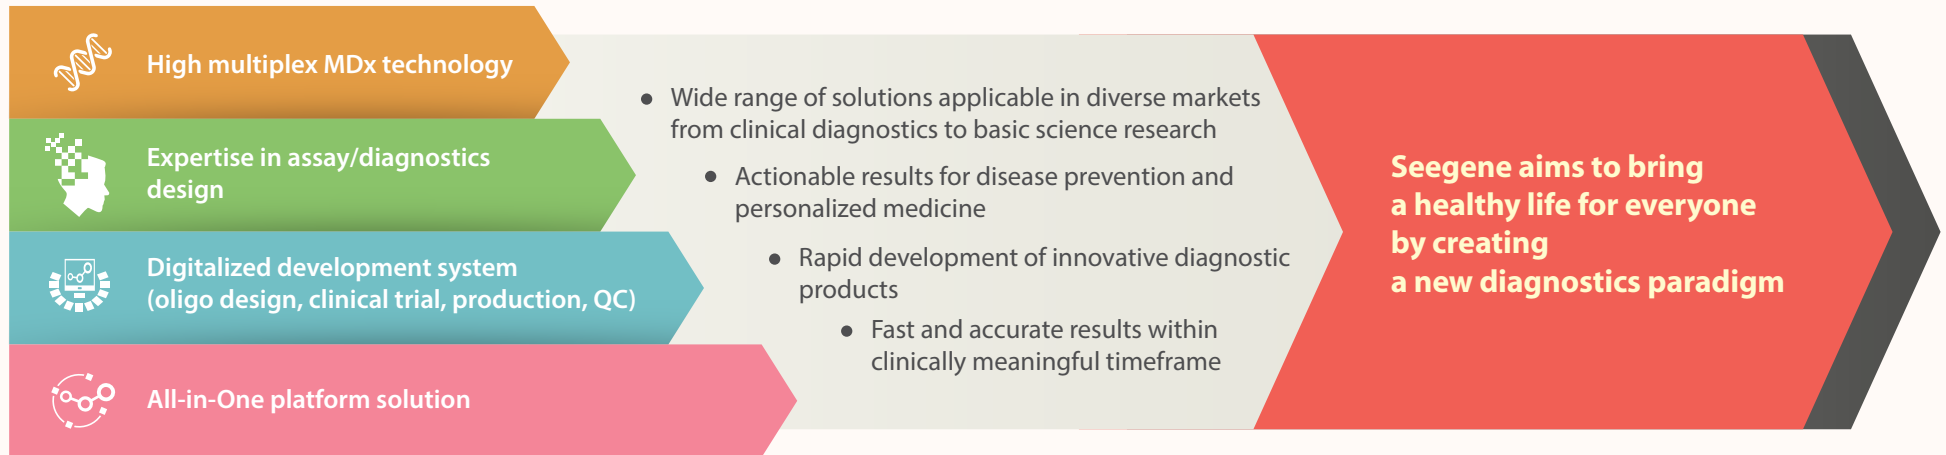 High multiplex MDx technology
Expertise in assay/diagnostics
design
Digitalized development system
(oligo design, clinical trial, production, QC)
All-in-One platform solution
● Wide range of solutions applicable in diverse markets
from clinical diagnostics to basic science research
● Actionable results for disease prevention and
personalized medicine
● Rapid development of innovative diagnostic
products
● Fast and accurate results within
clinically meaningful timeframe
Seegene aims to bring
a healthy life for everyone
by creating
a new diagnostics paradigm